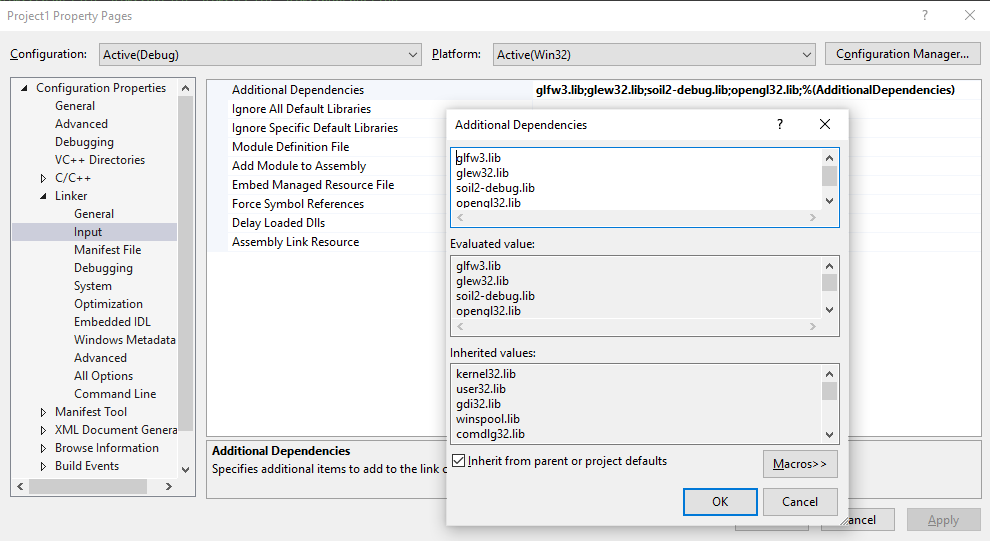 Project1 Property Pages
?
Configuration: Active(Debug) Platform: Active(Win32) Configuration Manager...
Configuration Properties
General
Advanced
Debugging
VC++ Directories
C/C++
Linker
General
Input
Manifest File
Debugging
System
Optimization
Embedded IDL
Windows Metadata
Advanced
All Options
Command Line
Manifest Tool
XML Document Genera
Browse Information
Build Events
Additional Dependencies glfw3.lib;glew32.lib;soil2-debug.lib;opengl32.lib;%(AdditionalDependencies)
Ignore All Default Libraries
Ignore Specific Default Libraries
Module Definition File
Add Module to Assembly
Embed Managed Resource File
Force Symbol References
Delay Loaded Dlls
Assembly Link Resource
Additional Dependencies
Specifies additional items to add to the link
Additional Dependencies ?
glfw3.lib
glew32.lib
soil2-debug.lib
opengl32.lib
Evaluated value:
glfw3.lib
glew32.lib
soil2-debug.lib
opengl32.lib
Inherited values:
kernel32.lib
user32.lib
gdi32.lib
winspool.lib
comdlg32.lib
Inherit from parent or project defaults
Macros>>
OK Cancel
ancel Apply